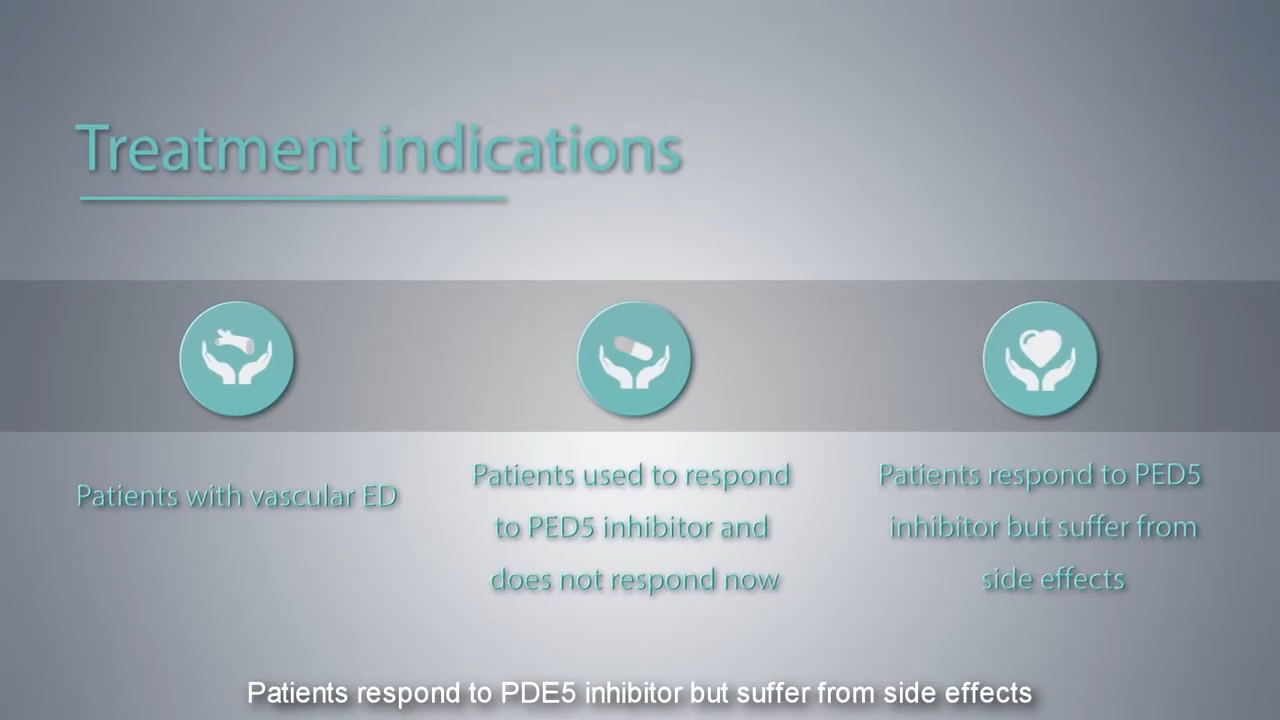 Treatment indications
Patients with vascular ED
Patients used to respond
to PED5 inhibitor and
does not respond now
Patients respond to PED5
inhibitor but suffer from
side effects
Patients respond to PDE5 inhibitor but suffer from side effects